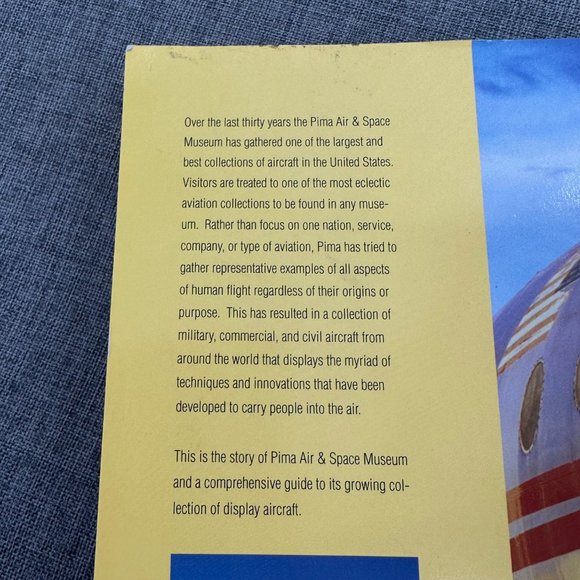 Over the last thirty years the Pima Air & Space
Museum has gathered one of the largest and
best collections of aircraft in the United States.
Visitors are treated to one of the most eclectic
aviation collections to be found in any muse-
um. Rather than focus on one nation, service,
company, or type of aviation, Pima has tried to
gather representative examples of all aspects
of human flight regardless of their origins or
purpose. This has resulted in a collection of
military, commercial, and civil aircraft from
around the world that displays the myriad of
techniques and innovations that have been
developed to carry people into the air.
This is the story of Pima Air & Space Museum
and a comprehensive guide to its growing col-
lection of display aircraft.